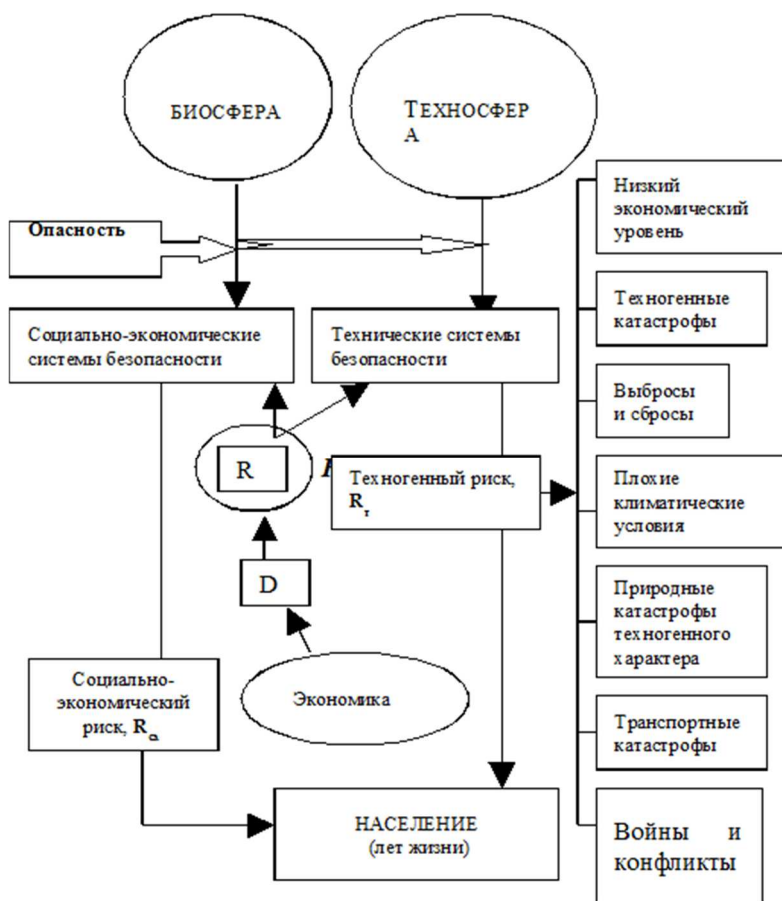 БИОСФЕРА
ТЕХНОСФЕР
А
Опасность
Низкий
экономический
уровень
Социально-экономические
системы безопасности
Технические системы
безопасности
Техногенные
катастрофы
Выбросы
и сбросы
R
Техногенный риск,
Rт
Плохие
климатические
условия
D
Природные
катастрофы
техногенного
характера
Социально-
экономический
риск, Rсэ
Экономика
Транспортные
катастрофы
НАСЕЛЕНИЕ
(лет жизни)
Войны и
конфликты